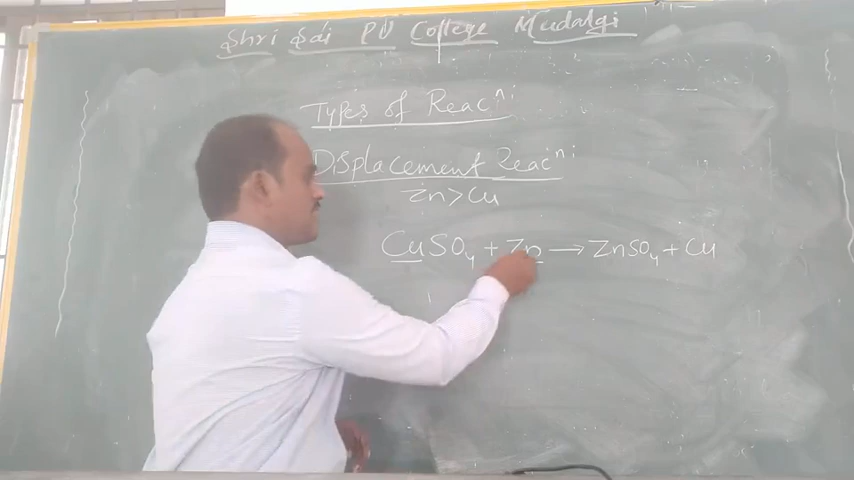 Shri Sai PU College Mudalgi
Types of Reacⁿ:
Displacement Reacⁿ:
Zn>Cu
CuSO₄ + Zn → ZnSO₄ + Cu